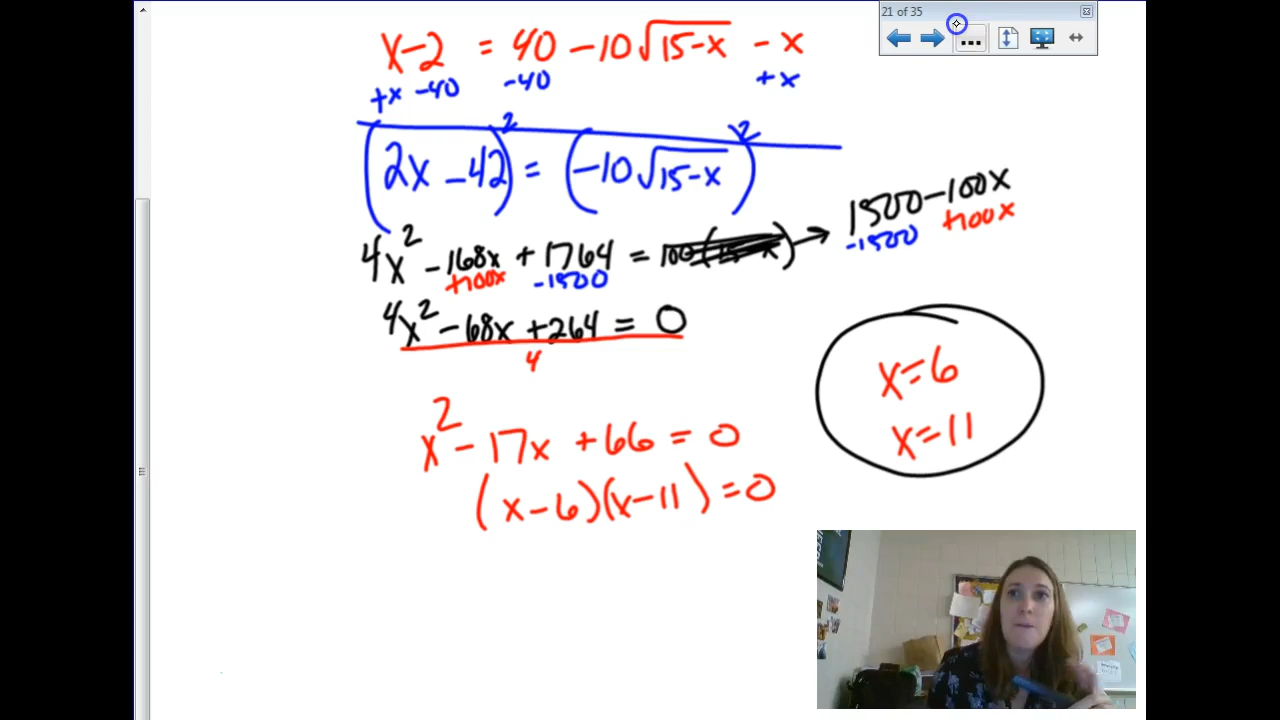 21 of 35
x-2 = 40 -10√15-x - x
+x -40 -40 +x
(2x -42)² = (-10√15-x)²
4x² -168x + 1764 = 100(15-x) → 1500-100x
+100x -1500 -1500 +100x
4x² -68x +264 = 0
4
x² - 17x +66 = 0
(x-6)(x-11) = 0
x=6
x=11